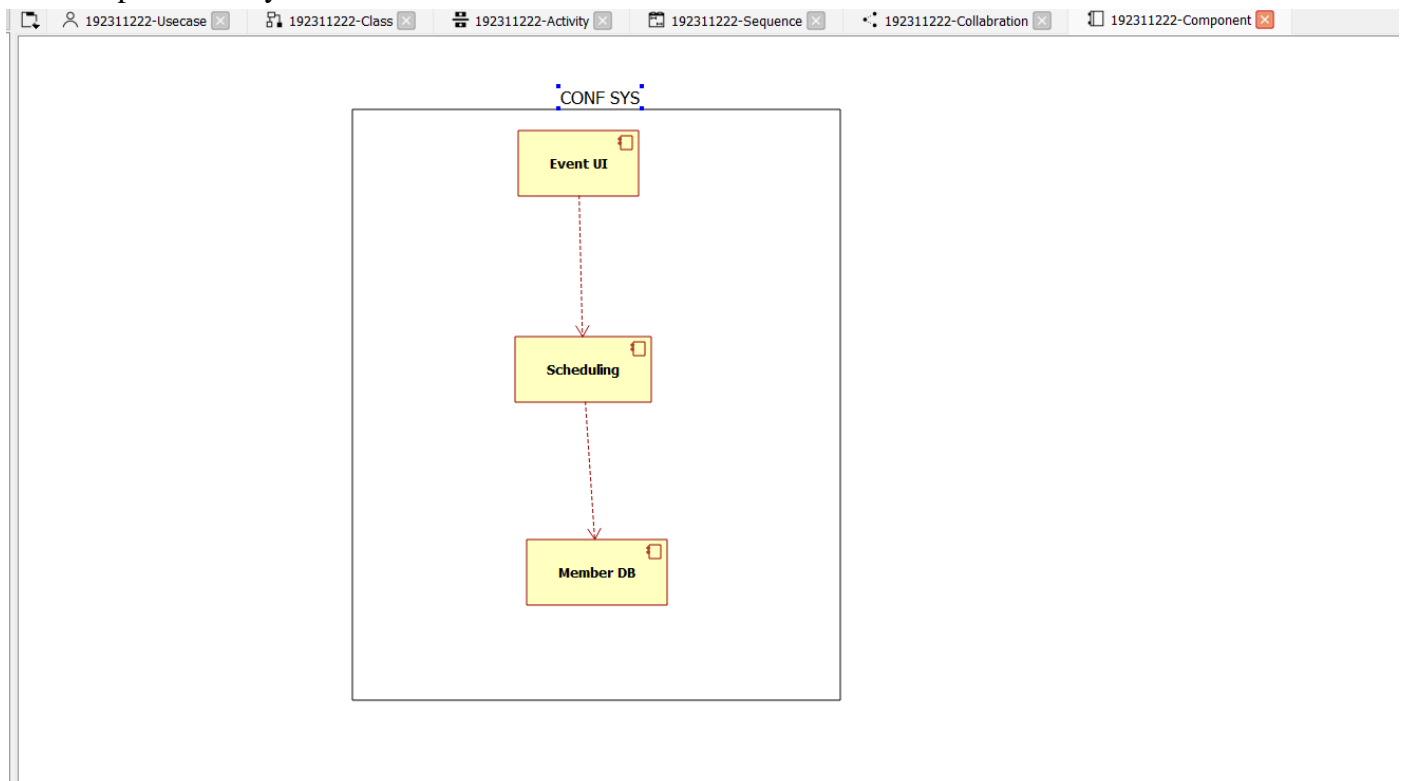 192311222-Usecase
192311222-Class
192311222-Activity
192311222-Sequence
192311222-Collabration
192311222-Component
CONF SYS
Event UI
Scheduling
Member DB